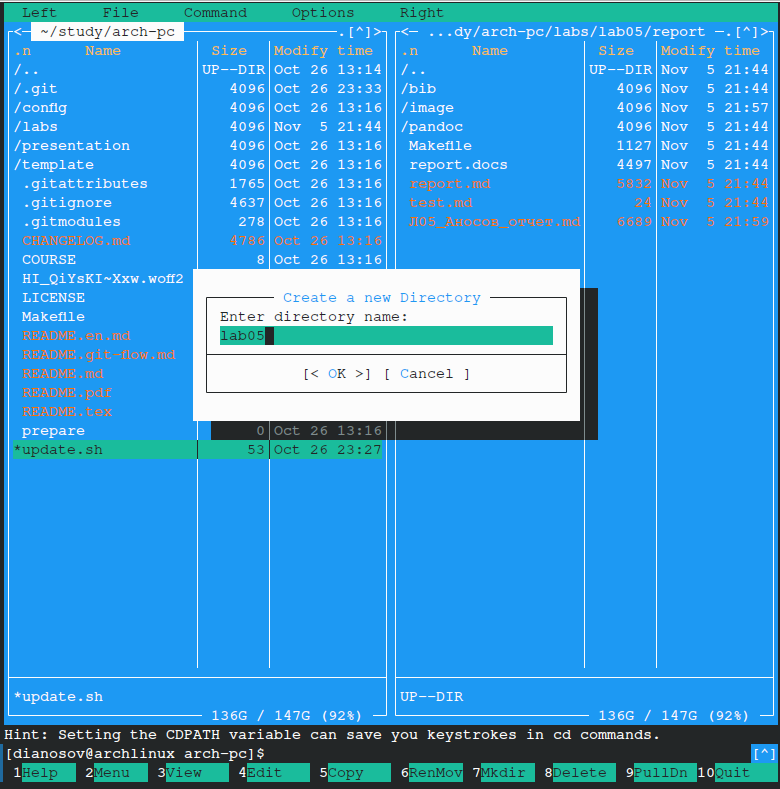 Left File Command Options Right
<─ ~/study/arch-pc ─.[^]>
.n Name Size Modify time
/.. UP--DIR Oct 26 13:14
/.git 4096 Oct 26 23:33
/config 4096 Oct 26 13:16
/labs 4096 Nov 5 21:44
/presentation 4096 Oct 26 13:16
/template 4096 Oct 26 13:16
.gitattributes 1765 Oct 26 13:16
.gitignore 4637 Oct 26 13:16
.gitmodules 278 Oct 26 13:16
CHANGELOG.md 4786 Oct 26 13:16
COURSE 8 Oct 26 13:16
HI_QiYsKI~Xxw.woff2
LICENSE
Makefile
README.en.md
README.git-flow.md
README.md
README.pdf
README.tex
prepare 0 Oct 26 13:16
*update.sh 53 Oct 26 23:27
*update.sh
136G / 147G (92%)
<─ ...dy/arch-pc/labs/lab05/report ─.[^]>
.n Name Size Modify time
/.. UP--DIR Nov 5 21:44
/bib 4096 Nov 5 21:44
/image 4096 Nov 5 21:57
/pandoc 4096 Nov 5 21:44
Makefile 1127 Nov 5 21:44
report.docs 4497 Nov 5 21:44
report.md 5832 Nov 5 21:44
test.md 24 Nov 5 21:44
Л05_Аносов_отчет.md 6689 Nov 5 21:59
UP--DIR
136G / 147G (92%)
Create a new Directory
Enter directory name:
lab05
[< OK >] [ Cancel ]
Hint: Setting the CDPATH variable can save you keystrokes in cd commands.
[dianosov@archlinux arch-pc]$ [^]
1Help 2Menu 3View 4Edit 5Copy 6RenMov 7Mkdir 8Delete 9PullDn 10Quit